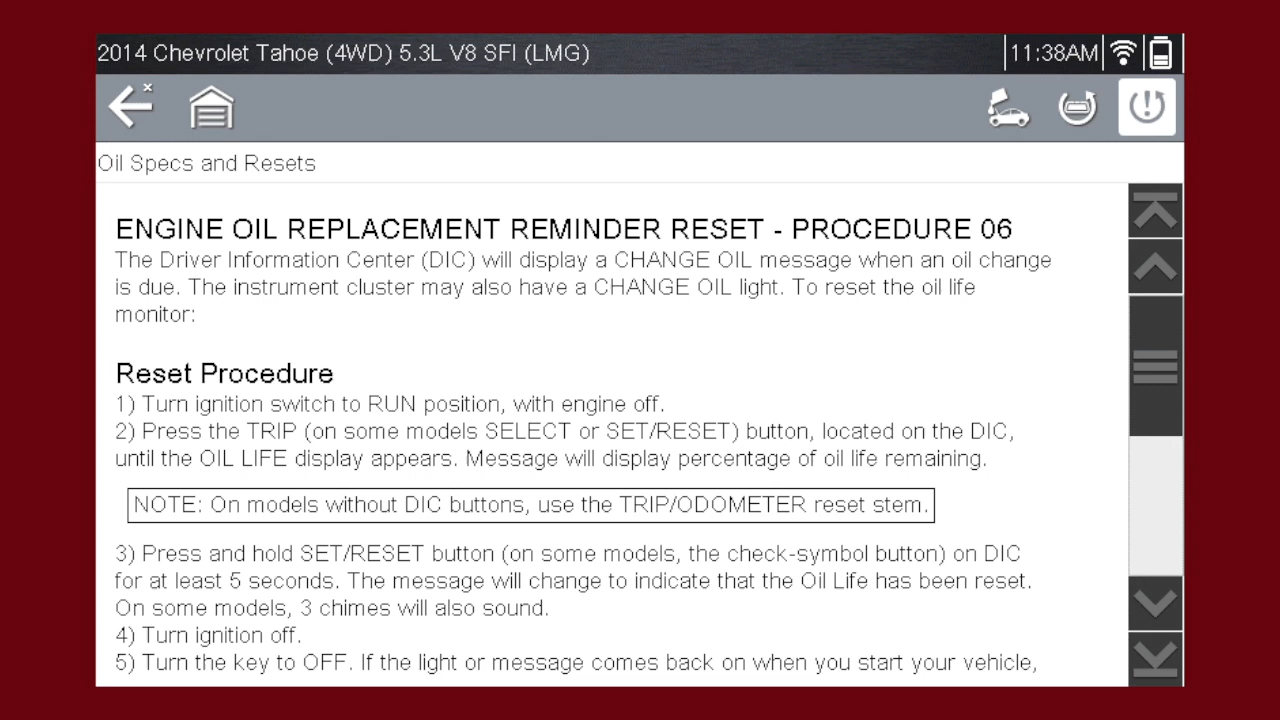 2014 Chevrolet Tahoe (4WD) 5.3L V8 SFI (LMG)
11:38AM
Oil Specs and Resets
ENGINE OIL REPLACEMENT REMINDER RESET - PROCEDURE 06
The Driver Information Center (DIC) will display a CHANGE OIL message when an oil change
is due. The instrument cluster may also have a CHANGE OIL light. To reset the oil life
monitor:
Reset Procedure
1) Turn ignition switch to RUN position, with engine off.
2) Press the TRIP (on some models SELECT or SET/RESET) button, located on the DIC,
until the OIL LIFE display appears. Message will display percentage of oil life remaining.
NOTE: On models without DIC buttons, use the TRIP/ODOMETER reset stem.
3) Press and hold SET/RESET button (on some models, the check-symbol button) on DIC
for at least 5 seconds. The message will change to indicate that the Oil Life has been reset.
On some models, 3 chimes will also sound.
4) Turn ignition off.
5) Turn the key to OFF. If the light or message comes back on when you start your vehicle,